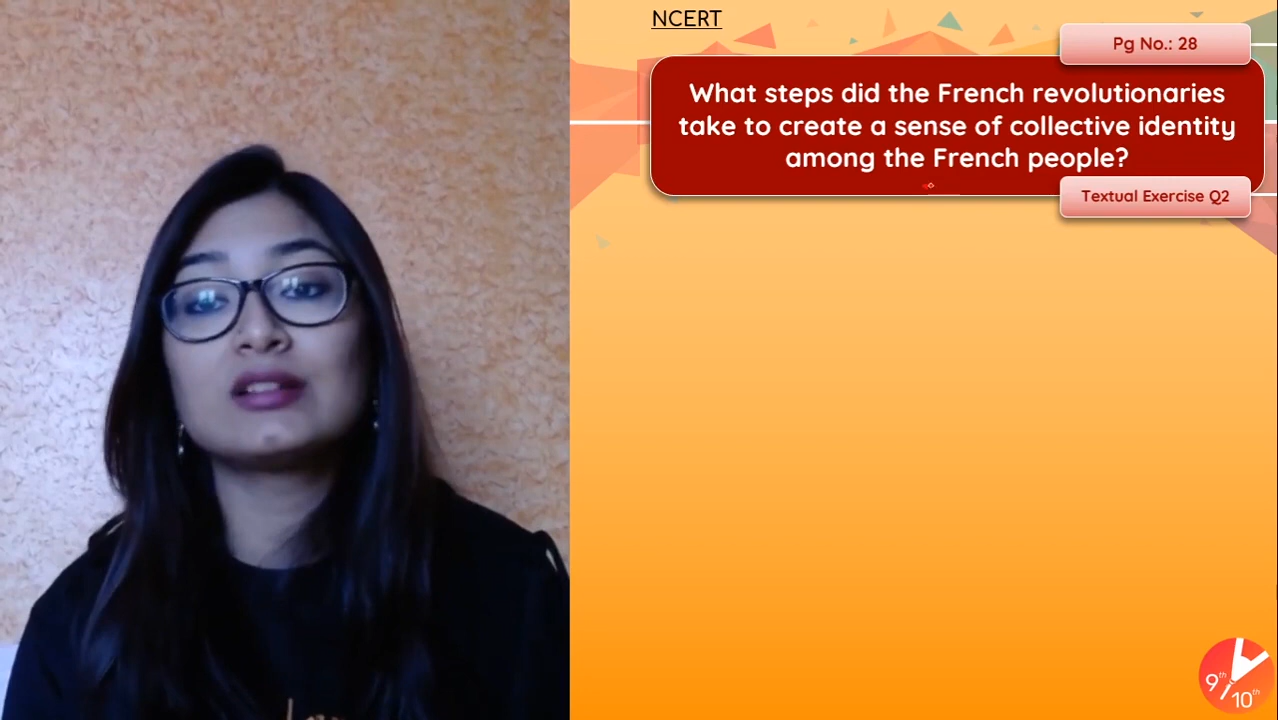 NCERT
Pg No.: 28
What steps did the French revolutionaries
take to create a sense of collective identity
among the French people?
Textual Exercise Q2
9th
10th